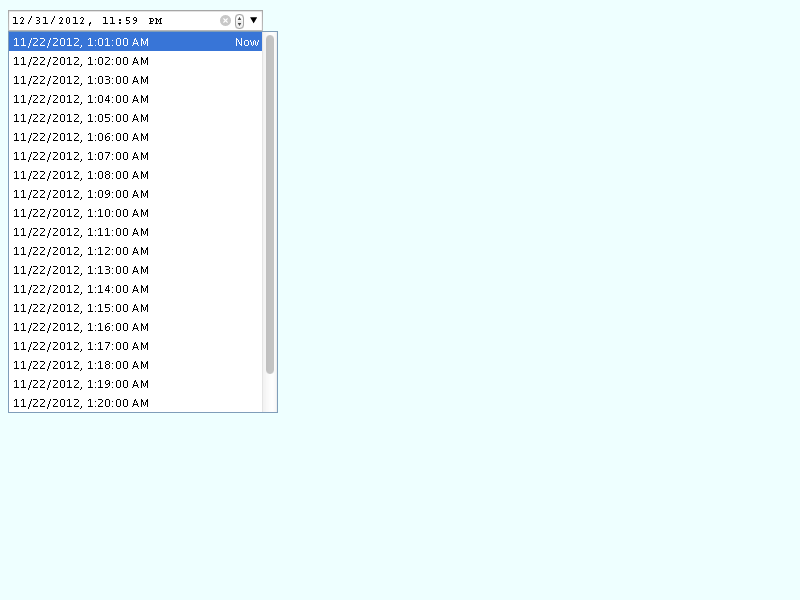 12/31/2012, 11:59 PM
11/22/2012, 1:01:00 AM Now
11/22/2012, 1:02:00 AM
11/22/2012, 1:03:00 AM
11/22/2012, 1:04:00 AM
11/22/2012, 1:05:00 AM
11/22/2012, 1:06:00 AM
11/22/2012, 1:07:00 AM
11/22/2012, 1:08:00 AM
11/22/2012, 1:09:00 AM
11/22/2012, 1:10:00 AM
11/22/2012, 1:11:00 AM
11/22/2012, 1:12:00 AM
11/22/2012, 1:13:00 AM
11/22/2012, 1:14:00 AM
11/22/2012, 1:15:00 AM
11/22/2012, 1:16:00 AM
11/22/2012, 1:17:00 AM
11/22/2012, 1:18:00 AM
11/22/2012, 1:19:00 AM
11/22/2012, 1:20:00 AM